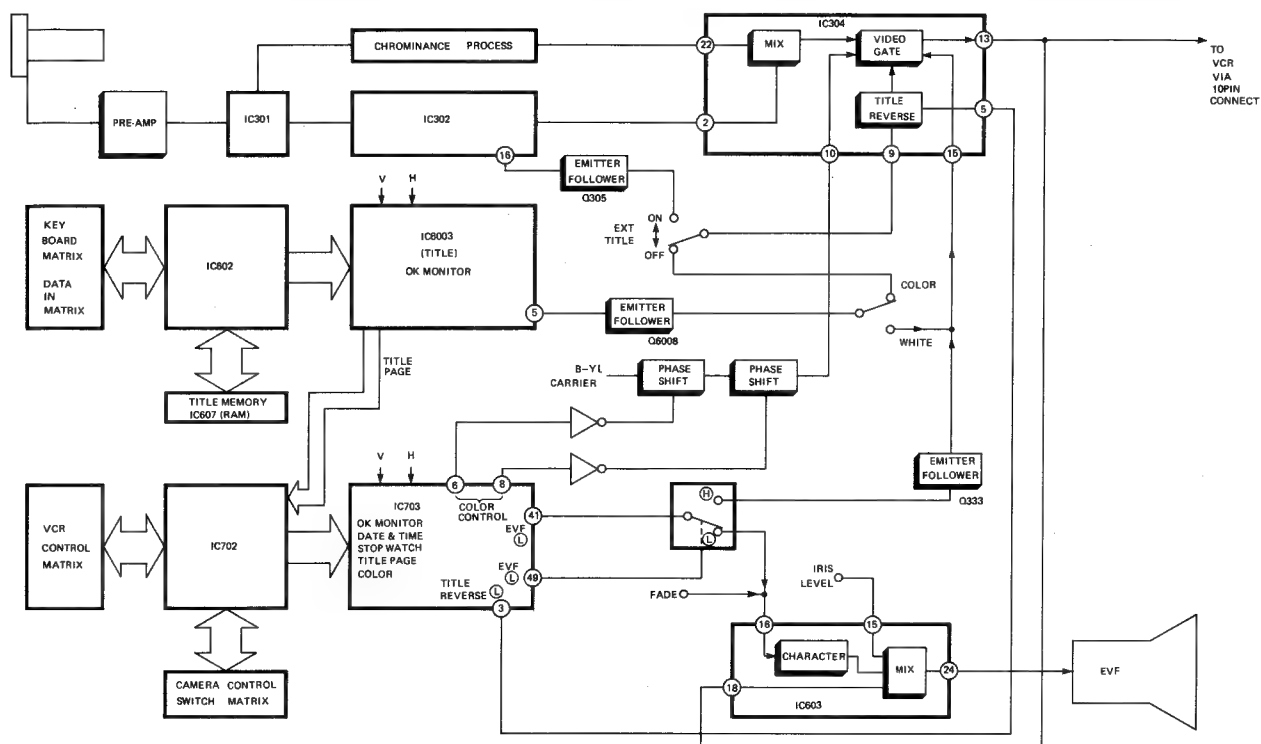 IC304
CHROMINANCE PROCESS
22
MIX
VIDEO
GATE
13
TO
VCR
VIA
10PIN
CONNECT
PRE-AMP
IC301
IC302
2
TITLE
REVERSE
5
16
10
9
15
EMITTER
FOLLOWER
Q305
V
H
KEY
BOARD
MATRIX
DATA
IN
MATRIX
IC602
IC6003
(TITLE)
OK MONITOR
EXT
TITLE
ON
OFF
COLOR
5
EMITTER
FOLLOWER
Q6008
WHITE
TITLE MEMORY
IC607 (RAM)
TITLE
PAGE
B-Y
CARRIER
PHASE
SHIFT
PHASE
SHIFT
V
H
6
8
COLOR
CONTROL
EMITTER
FOLLOWER
Q333
VCR
CONTROL
MATRIX
IC702
IC703
OK MONITOR
DATE & TIME
STOP WATCH
TITLE PAGE
COLOR
EVF
L
41
H
L
EVF
L
49
TITLE
REVERSE L
3
FADE
IRIS
LEVEL
16
15
CHARACTER
MIX
24
EVF
18
IC603
CAMERA CONTROL
SWITCH MATRIX